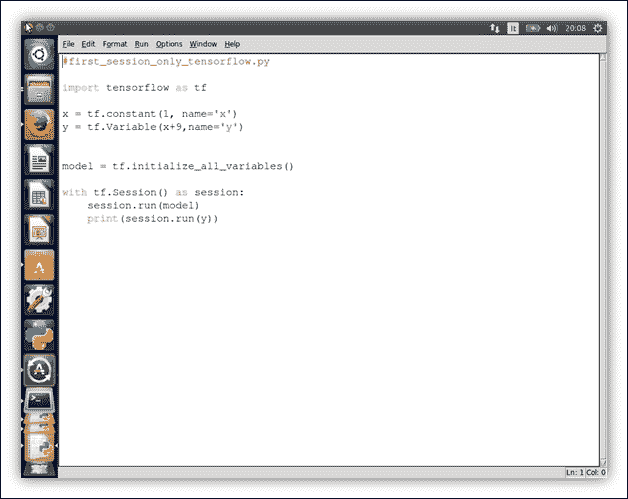 It 20:08
File Edit Format Run Options Window Help
#first_session_only_tensorflow.py
import tensorflow as tf
x = tf.constant(1, name='x')
y = tf.Variable(x+9,name='y')
model = tf.initialize_all_variables()
with tf.Session() as session:
    session.run(model)
    print(session.run(y))
Ln: 1 Col: 0